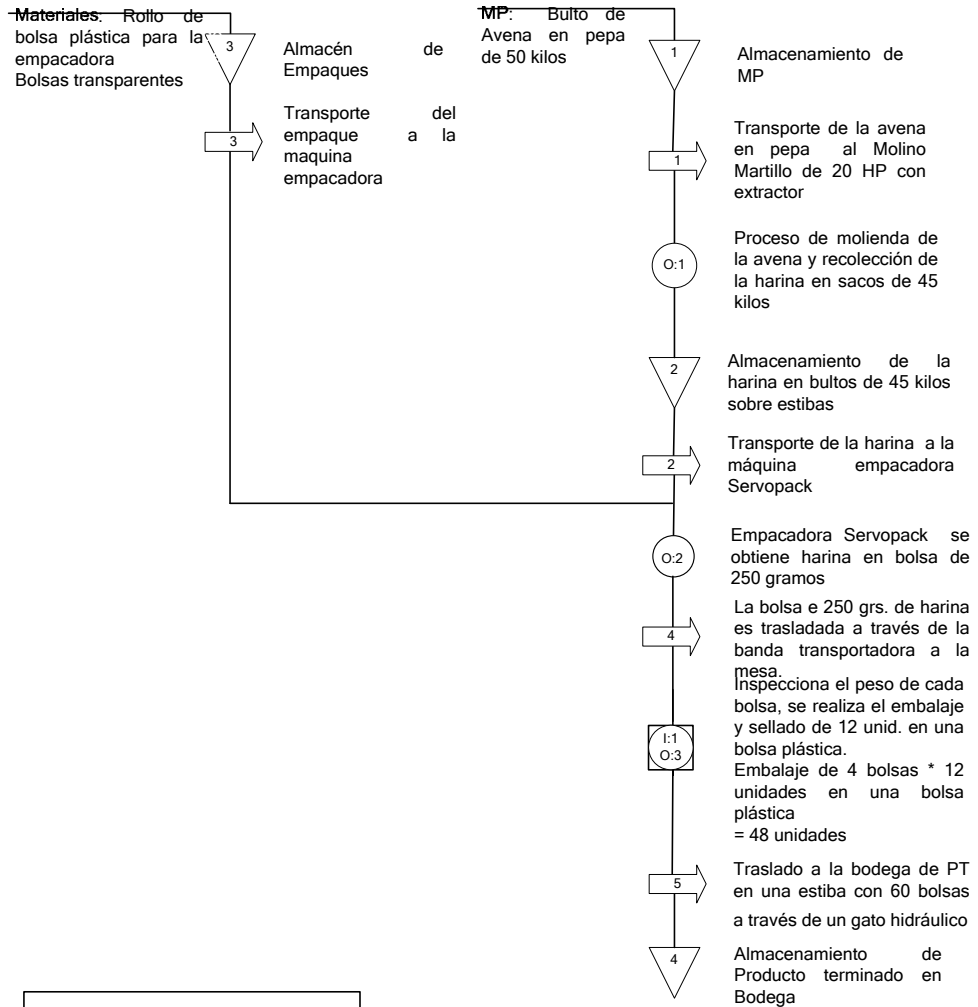 Materiales: Rollo de
bolsa plástica para la
empacadora
Bolsas transparentes
3
Almacén de
Empaques
3
Transporte del
empaque a la
maquina
empacadora
MP: Bulto de
Avena en pepa
de 50 kilos
1
Almacenamiento de
MP
1
Transporte de la avena
en pepa al Molino
Martillo de 20 HP con
extractor
O:1
Proceso de molienda de
la avena y recolección de
la harina en sacos de 45
kilos
2
Almacenamiento de la
harina en bultos de 45 kilos
sobre estibas
2
Transporte de la harina a la
máquina empacadora
Servopack
O:2
Empacadora Servopack se
obtiene harina en bolsa de
250 gramos
4
La bolsa e 250 grs. de harina
es trasladada a través de la
banda transportadora a la
mesa.
I:1
O:3
Inspecciona el peso de cada
bolsa, se realiza el embalaje
y sellado de 12 unid. en una
bolsa plástica.
Embalaje de 4 bolsas * 12
unidades en una bolsa
plástica
= 48 unidades
5
Traslado a la bodega de PT
en una estiba con 60 bolsas
a través de un gato hidráulico
4
Almacenamiento de
Producto terminado en
Bodega